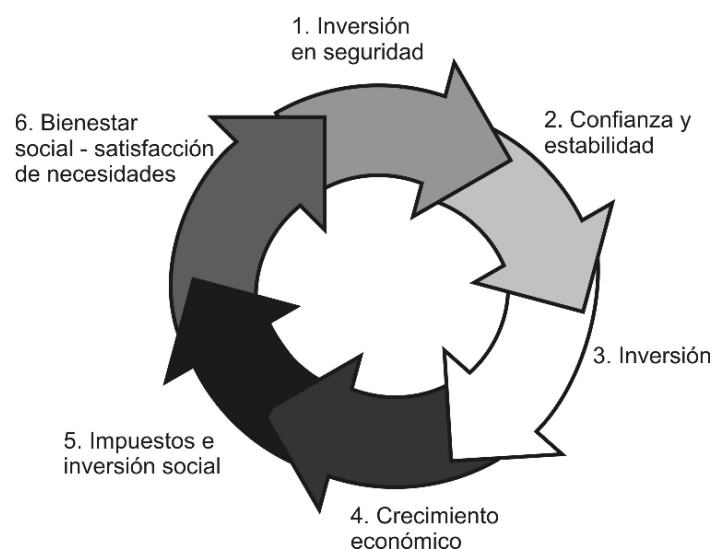 1. Inversión
en seguridad
2. Confianza y
estabilidad
3. Inversión
4. Crecimiento
económico
5. Impuestos e
inversión social
6. Bienestar
social - satisfacción
de necesidades